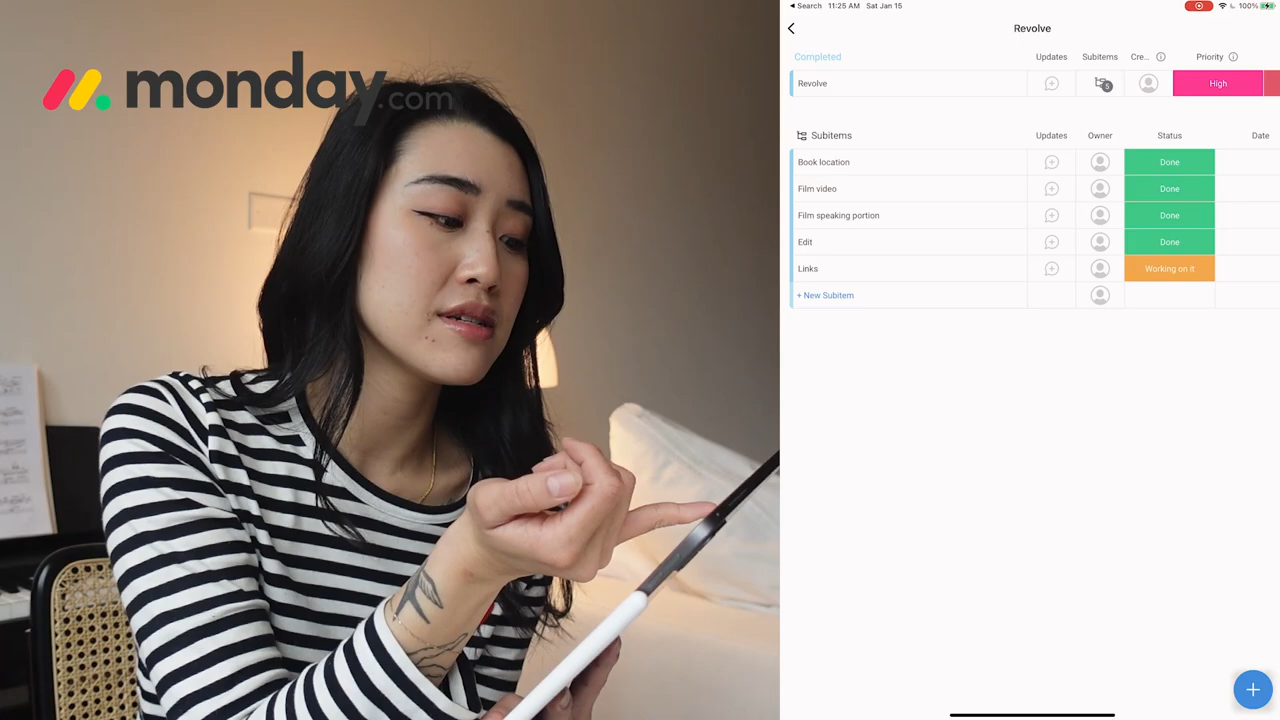 monday.com
Search 11:25 AM Sat Jan 15 100%
Revolve
Completed Updates Subitems Cre... Priority
Revolve 5 High
Subitems Updates Owner Status Date
Book location Done
Film video Done
Film speaking portion Done
Edit Done
Links Working on it
+ New Subitem